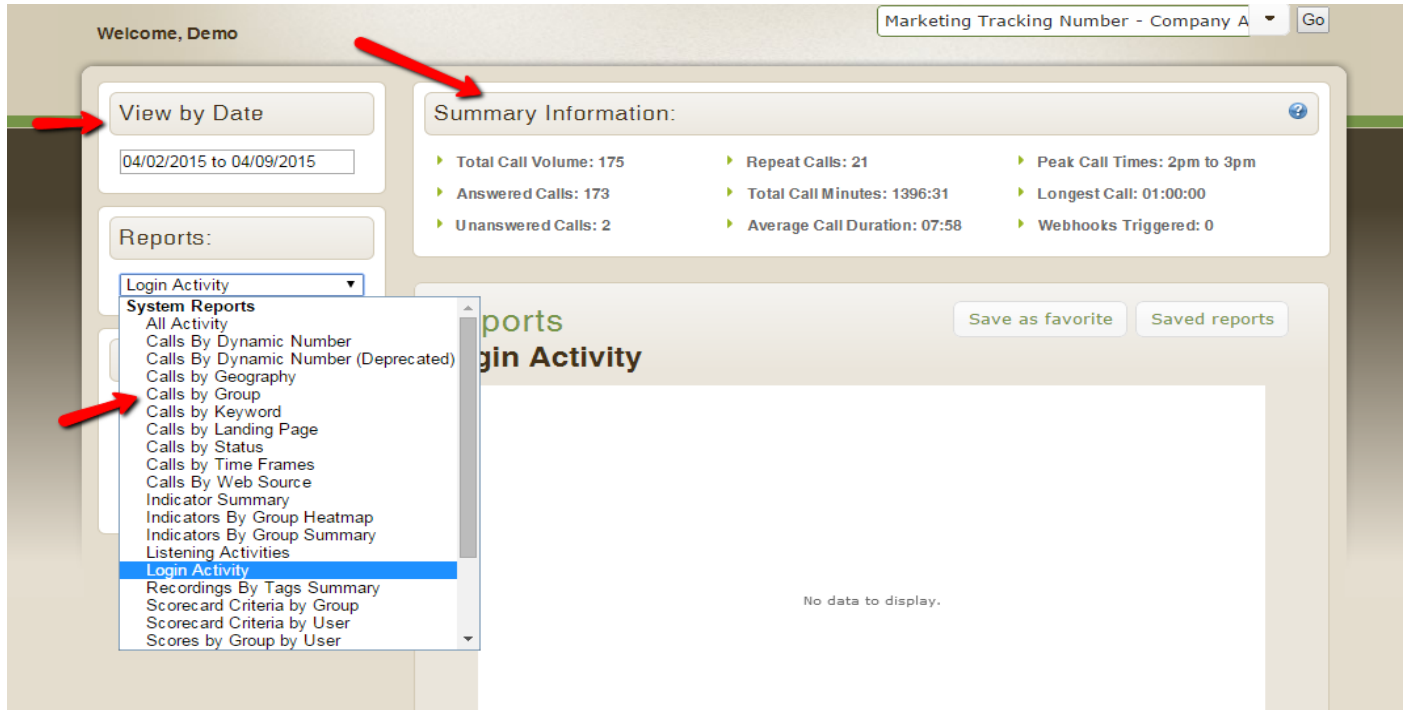 Welcome, Demo
Marketing Tracking Number - Company A
Go
View by Date
04/02/2015 to 04/09/2015
Summary Information:
Total Call Volume: 175
Repeat Calls: 21
Peak Call Times: 2pm to 3pm
Answered Calls: 173
Total Call Minutes: 1396:31
Longest Call: 01:00:00
Unanswered Calls: 2
Average Call Duration: 07:58
Webhooks Triggered: 0
Reports:
Login Activity
System Reports
All Activity
Calls By Dynamic Number
Calls By Dynamic Number (Deprecated)
Calls by Geography
Calls by Group
Calls by Keyword
Calls by Landing Page
Calls by Status
Calls by Time Frames
Calls By Web Source
Indicator Summary
Indicators By Group Heatmap
Indicators By Group Summary
Listening Activities
Login Activity
Recordings By Tags Summary
Scorecard Criteria by Group
Scorecard Criteria by User
Scores by Group by User
ports
gin Activity
Save as favorite
Saved reports
No data to display.